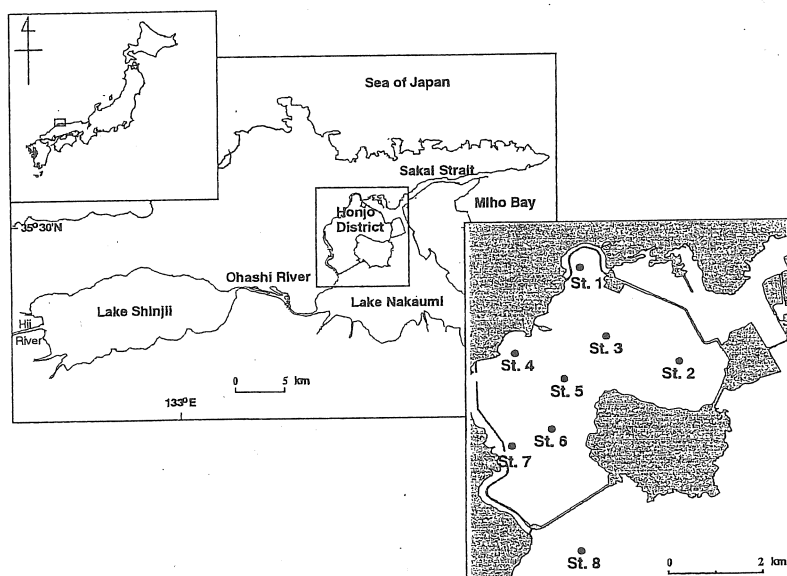 Sea of Japan
Sakai Strait
Miho Bay
Honjo
District
35°30'N
Ohashi River
Lake Shinjii
Lake Nakaumi
Hii
River
0 5 km
133°E
St. 1
St. 3
St. 2
St. 4
St. 5
St. 6
St. 7
St. 8
0 2 km